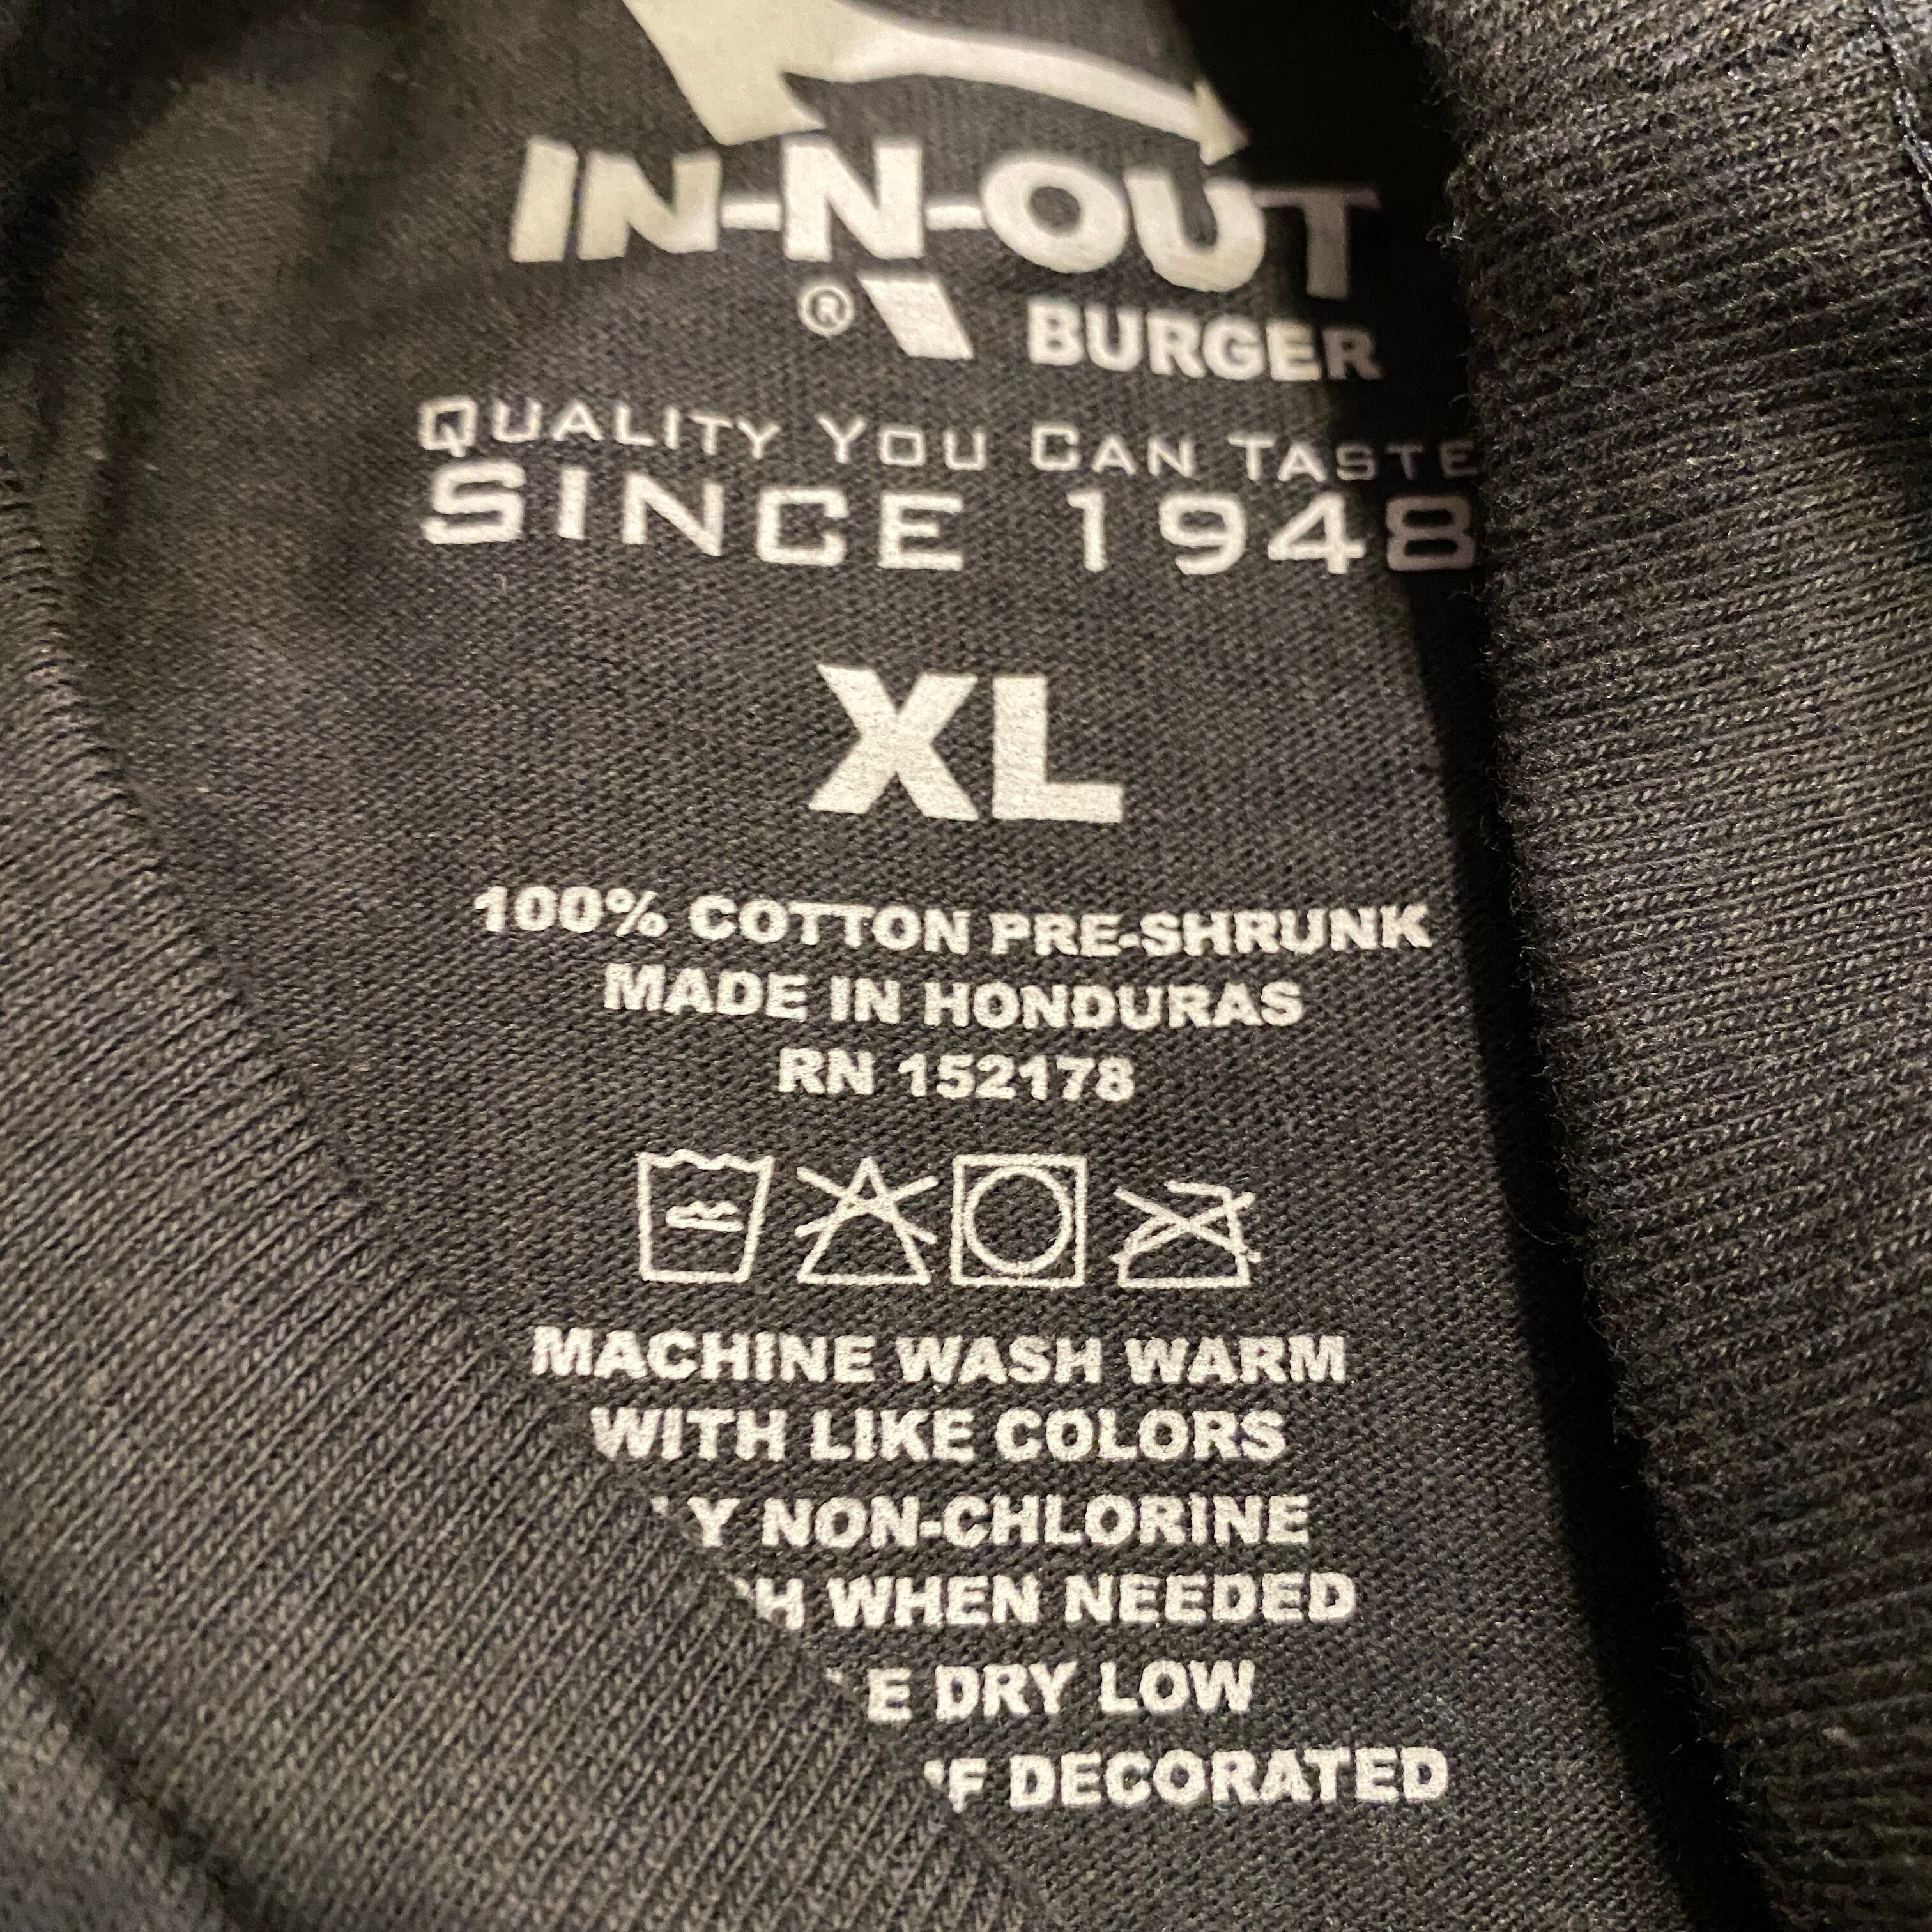 IN-N-OUT
® BURGER
QUALITY YOU CAN TASTE
SINCE 1948
XL
100% COTTON PRE-SHRUNK
MADE IN HONDURAS
RN 152178
MACHINE WASH WARM
WITH LIKE COLORS
NON-CHLORINE
WHEN NEEDED
DRY LOW
DECORATED